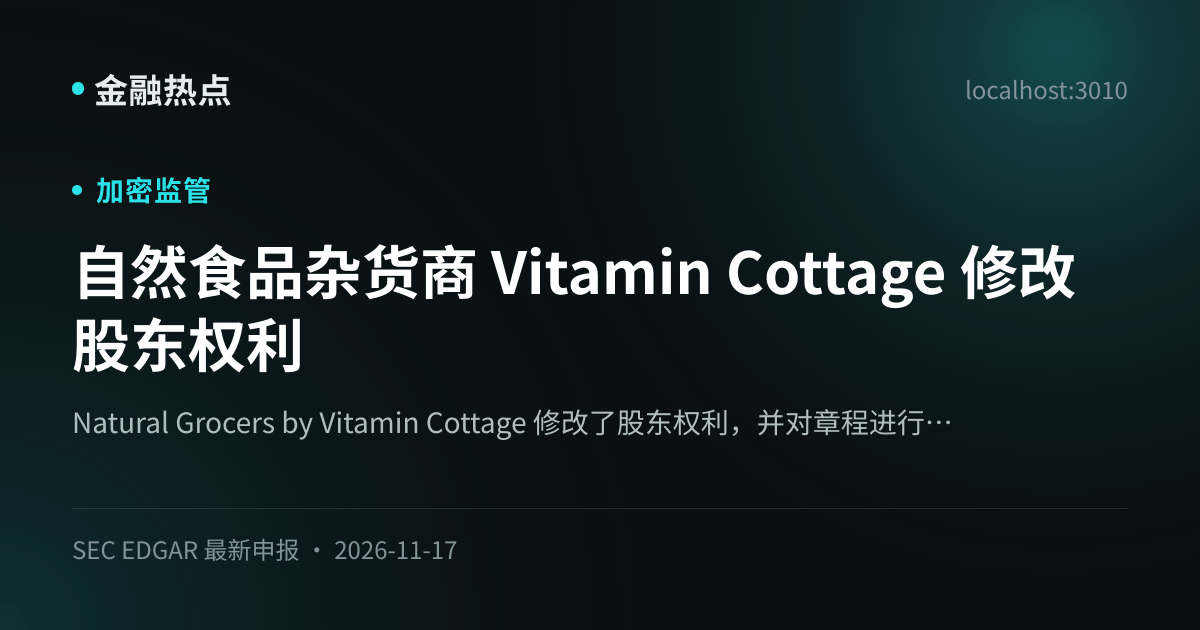 金融热点
localhost:3010
加密监管
自然食品杂货商 Vitamin Cottage 修改
股东权利
Natural Grocers by Vitamin Cottage 修改了股东权利，并对章程进行…
SEC EDGAR 最新申报 · 2026-11-17